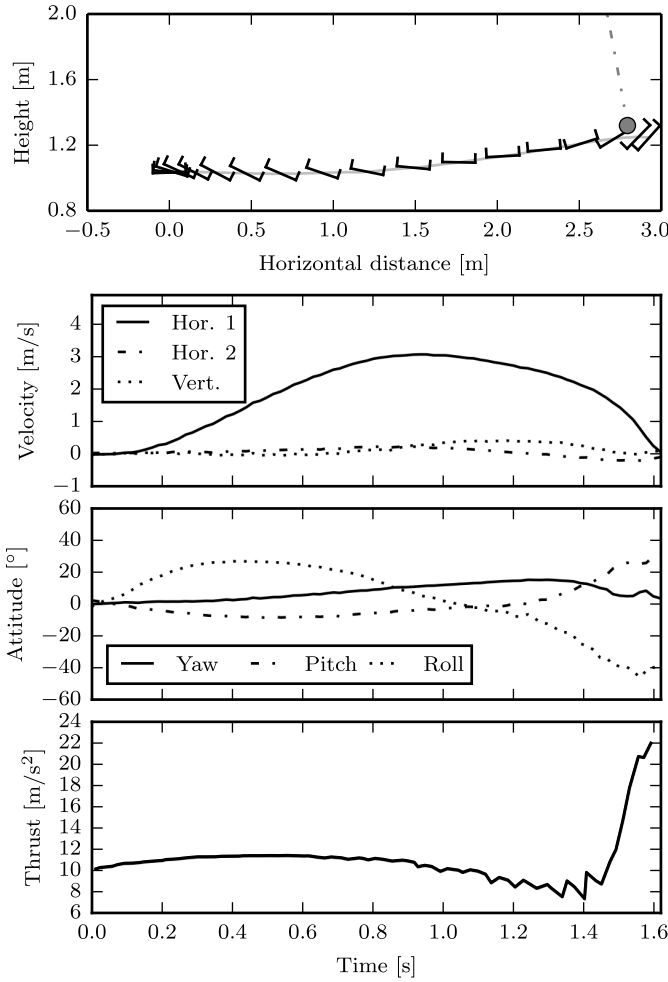 2.0
1.6
1.2
0.8
Height [m]
−0.5 0.0 0.5 1.0 1.5 2.0 2.5 3.0
Horizontal distance [m]
4
3
2
1
0
−1
Velocity [m/s]
Hor. 1
Hor. 2
Vert.
60
40
20
0
−20
−40
−60
Attitude [°]
Yaw Pitch Roll
24
22
20
18
16
14
12
10
8
6
Thrust [m/s²]
0.0 0.2 0.4 0.6 0.8 1.0 1.2 1.4 1.6
Time [s]